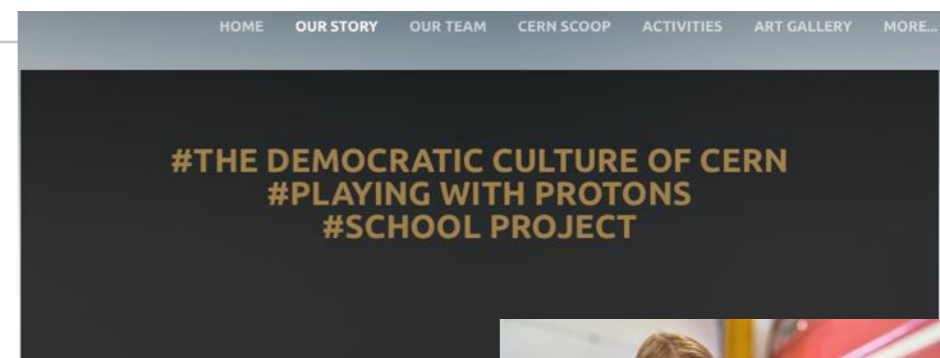 HOME OUR STORY OUR TEAM CERN SCOOP ACTIVITIES ART GALLERY MORE...
#THE DEMOCRATIC CULTURE OF CERN
#PLAYING WITH PROTONS
#SCHOOL PROJECT